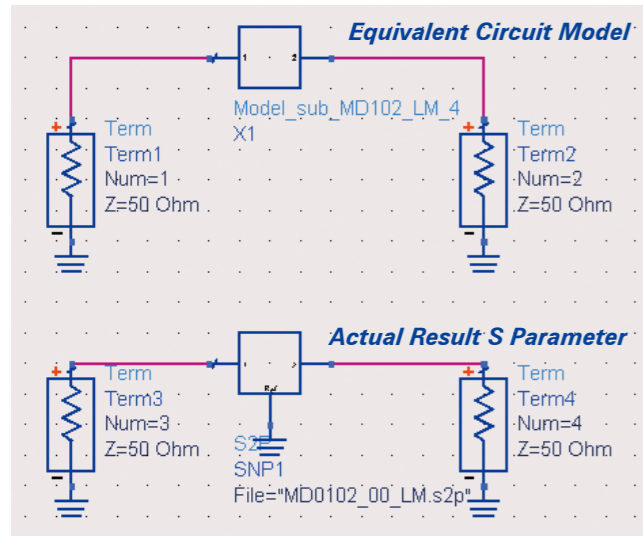 Equivalent Circuit Model
1 2
Model_sub_MD102_LM_4
X1
+ Term
Term1
Num=1
Z=50 Ohm
-
+ Term
Term2
Num=2
Z=50 Ohm
-
Actual Result S Parameter
1 2
Ref
+ Term
Term3
Num=3
Z=50 Ohm
-
S2P
SNP1
File="MD0102_00_LM.s2p"
+ Term
Term4
Num=4
Z=50 Ohm
-